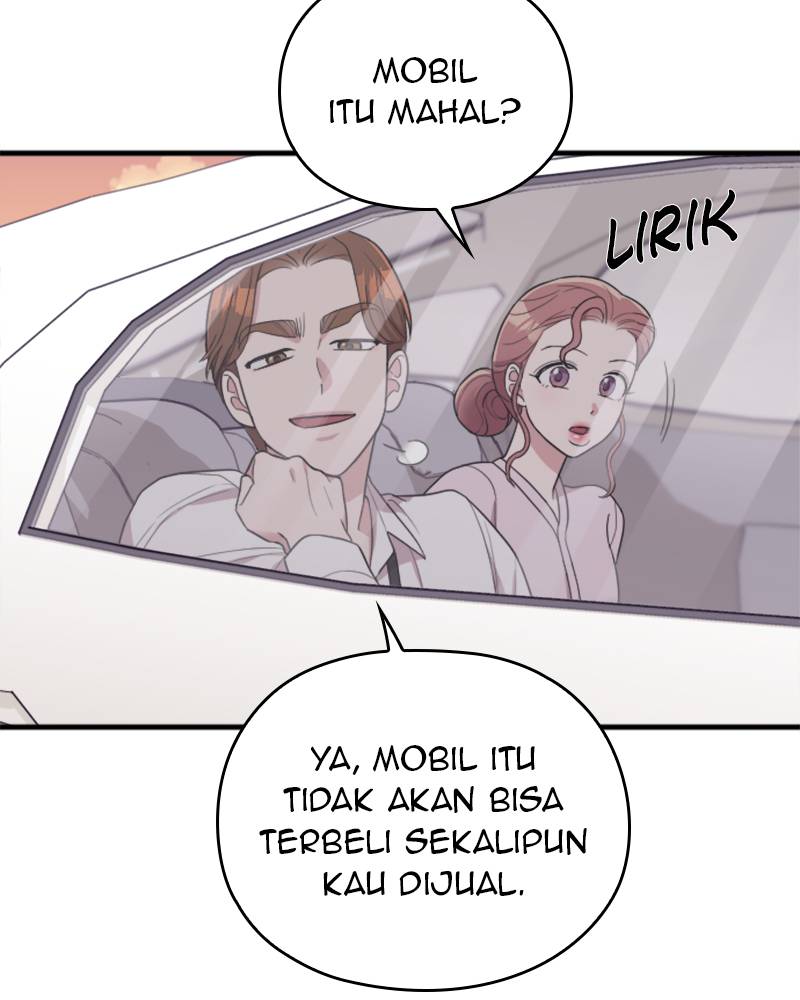 MOBIL
ITU MAHAL?
LIRIK
YA, MOBIL ITU
TIDAK AKAN BISA
TERBELI SEKALIPUN
KAU DIJUAL.